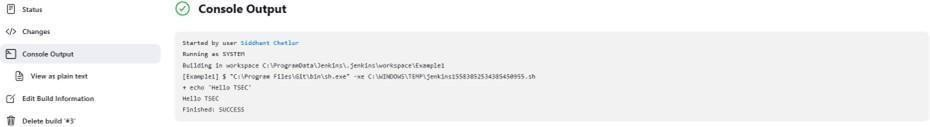 Status
Changes
Console Output
View as plain text
Edit Build Information
Delete build '#3'
Console Output
Started by user Siddhant Chetlur
Running as SYSTEM
Building in workspace C:\ProgramData\Jenkins\.jenkins\workspace\Example1
[Example1] $ "C:\Program Files\Git\bin\sh.exe" -xe C:\WINDOWS\TEMP\jenkins15583852534385450955.sh
+ echo 'Hello TSEC'
Hello TSEC
Finished: SUCCESS